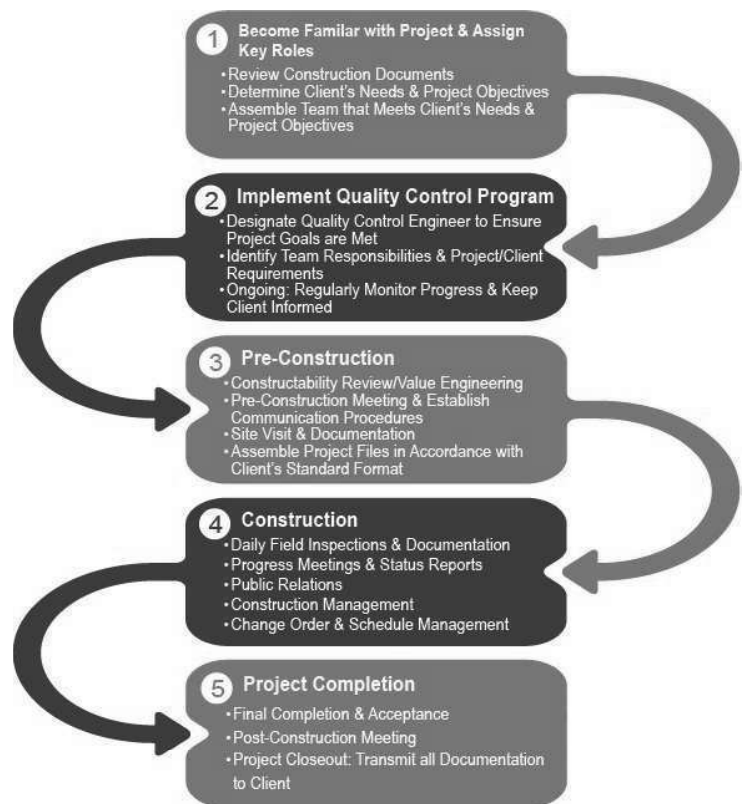 1
Become Familiar with Project & Assign
Key Roles
• Review Construction Documents
• Determine Client's Needs & Project Objectives
• Assemble Team that Meets Client's Needs &
Project Objectives
2
Implement Quality Control Program
• Designate Quality Control Engineer to Ensure
Project Goals are Met
• Identify Team Responsibilities & Project/Client
Requirements
• Ongoing: Regularly Monitor Progress & Keep
Client Informed
3
Pre-Construction
• Constructability Review/Value Engineering
• Pre-Construction Meeting & Establish
Communication Procedures
• Site Visit & Documentation
• Assemble Project Files in Accordance with
Client's Standard Format
4
Construction
• Daily Field Inspections & Documentation
• Progress Meetings & Status Reports
• Public Relations
• Construction Management
• Change Order & Schedule Management
5
Project Completion
• Final Completion & Acceptance
• Post-Construction Meeting
• Project Closeout: Transmit all Documentation
to Client